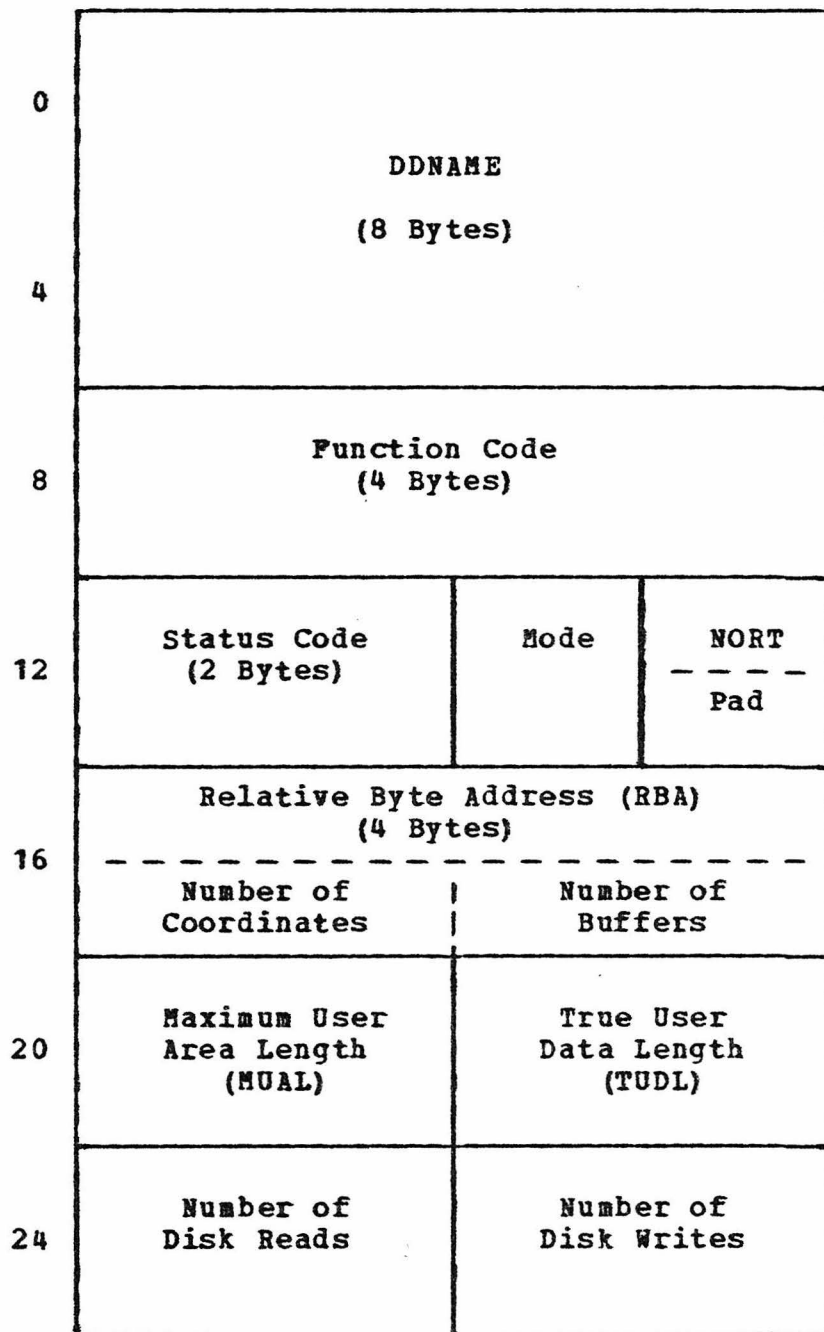 0
DDNAME
(8 Bytes)
4
Function Code
8 (4 Bytes)
Status Code Mode NORT
12 (2 Bytes)
Pad
Relative Byte Address (RBA)
(4 Bytes)
16
Number of Number of
Coordinates Buffers
Maximum User True User
20 Area Length Data Length
(MUAL) (TUDL)
Number of Number of
24 Disk Reads Disk Writes